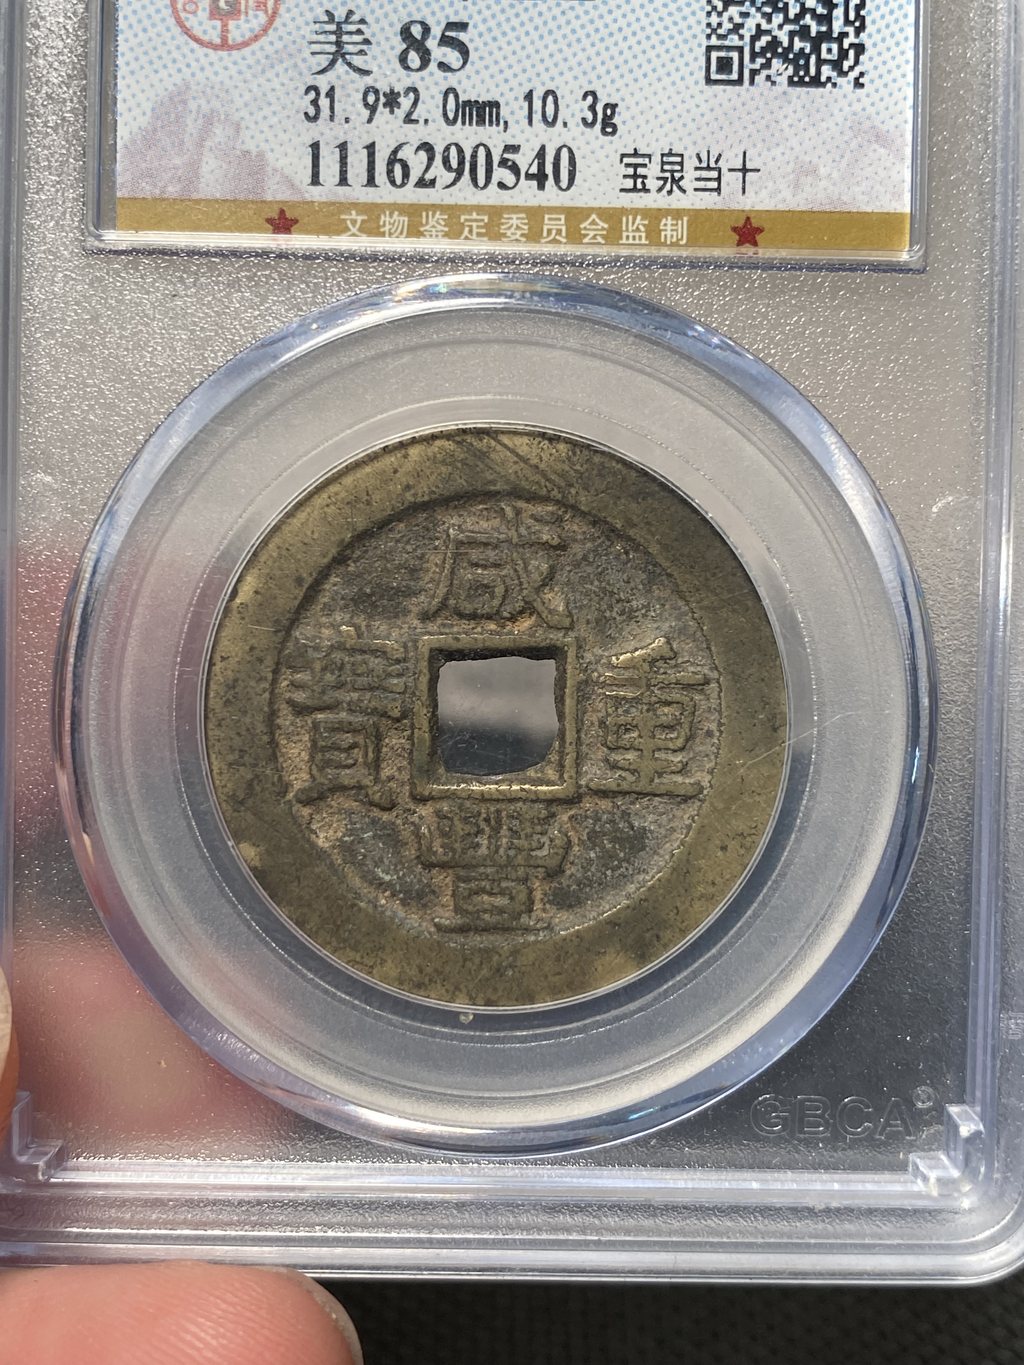 美 85
31.9*2.0mm,10.3g
1116290540 宝泉当十
文物鉴定委员会监制
咸
寶 重
豐
GBCA